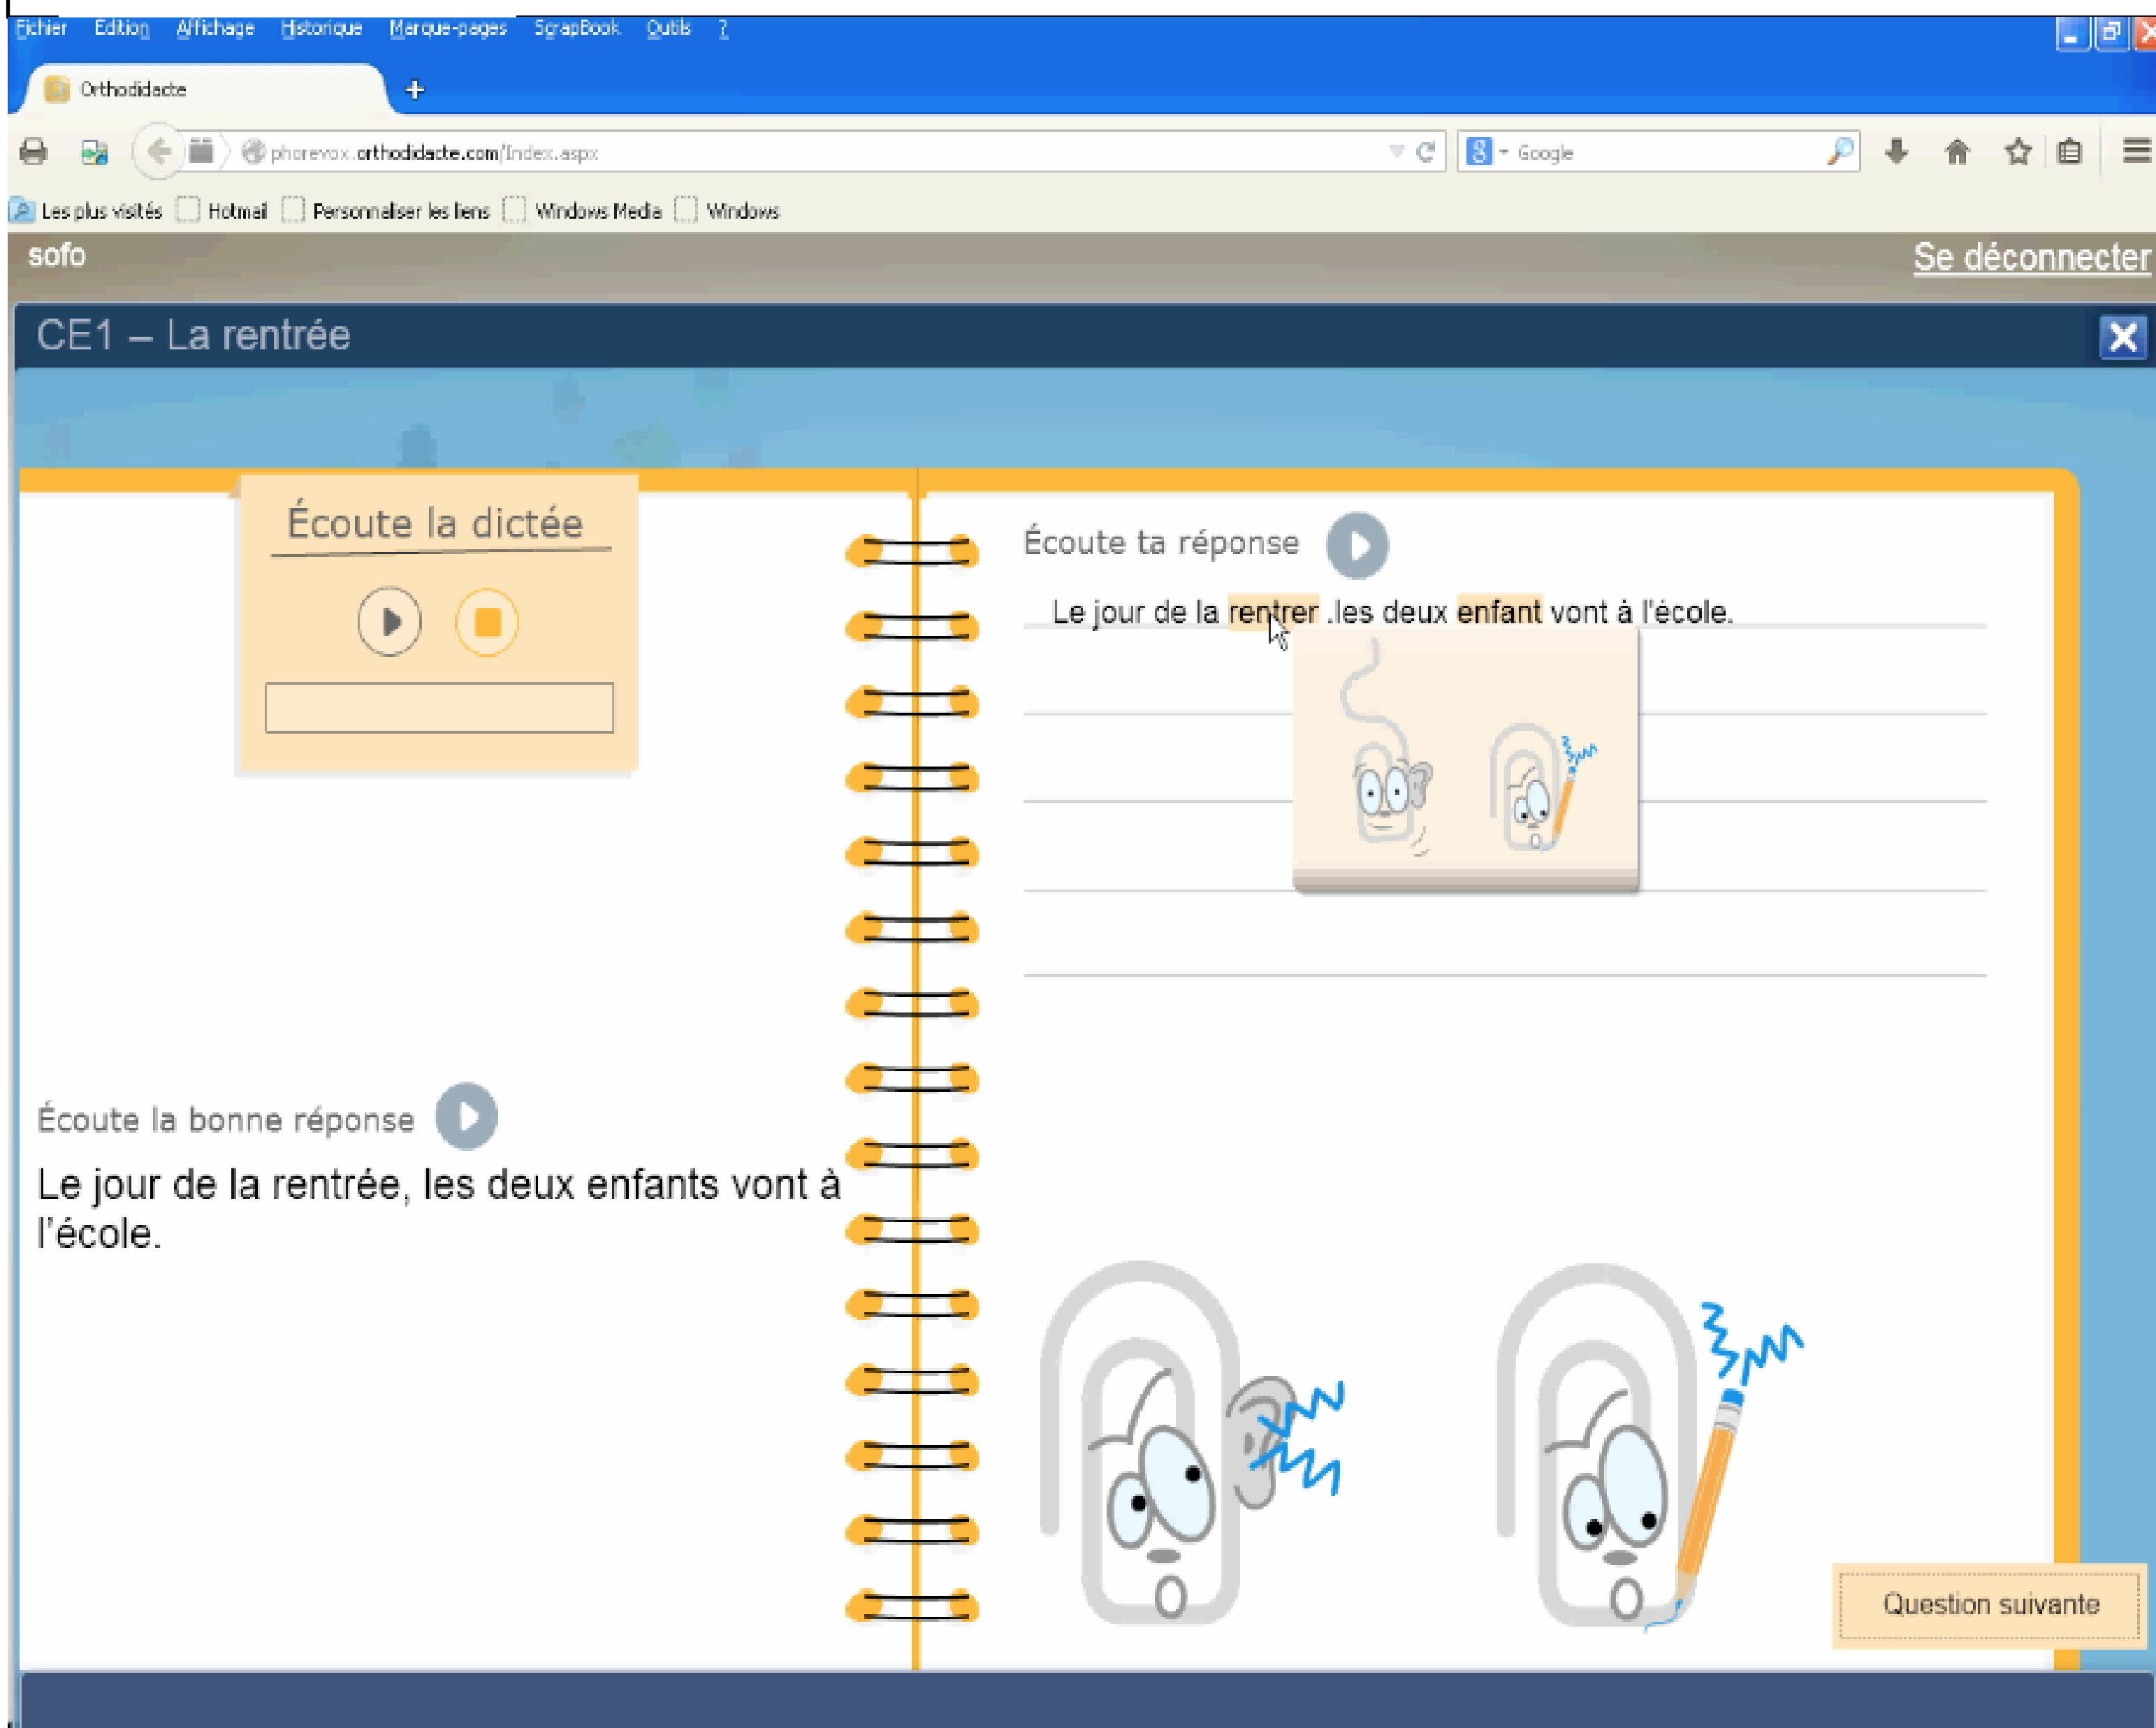 Fichier Edition Affichage Historique Marque-pages ScrapBook Outils ?
Orthodidacte +
phorevox.orthodidacte.com/Index.aspx Google
Les plus visités Hotmail Personnaliser les liens Windows Media Windows
sofo Se déconnecter
CE1 – La rentrée
Écoute la dictée
Écoute ta réponse
Le jour de la rentrer .les deux enfant vont à l'école.
Écoute la bonne réponse
Le jour de la rentrée, les deux enfants vont à
l'école.
Question suivante